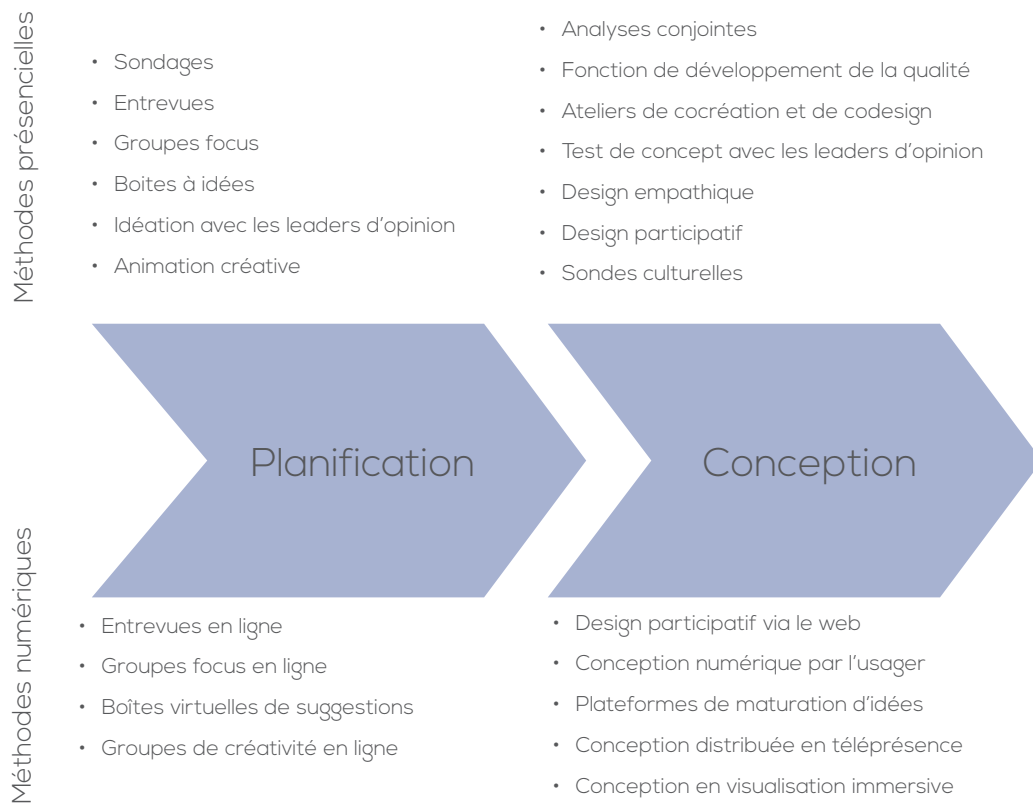 Méthodes présencielles
• Sondages
• Entrevues
• Groupes focus
• Boites à idées
• Idéation avec les leaders d'opinion
• Animation créative
• Analyses conjointes
• Fonction de développement de la qualité
• Ateliers de cocréation et de codesign
• Test de concept avec les leaders d'opinion
• Design empathique
• Design participatif
• Sondes culturelles
Planification
Conception
Méthodes numériques
• Entrevues en ligne
• Groupes focus en ligne
• Boîtes virtuelles de suggestions
• Groupes de créativité en ligne
• Design participatif via le web
• Conception numérique par l'usager
• Plateformes de maturation d'idées
• Conception distribuée en téléprésence
• Conception en visualisation immersive